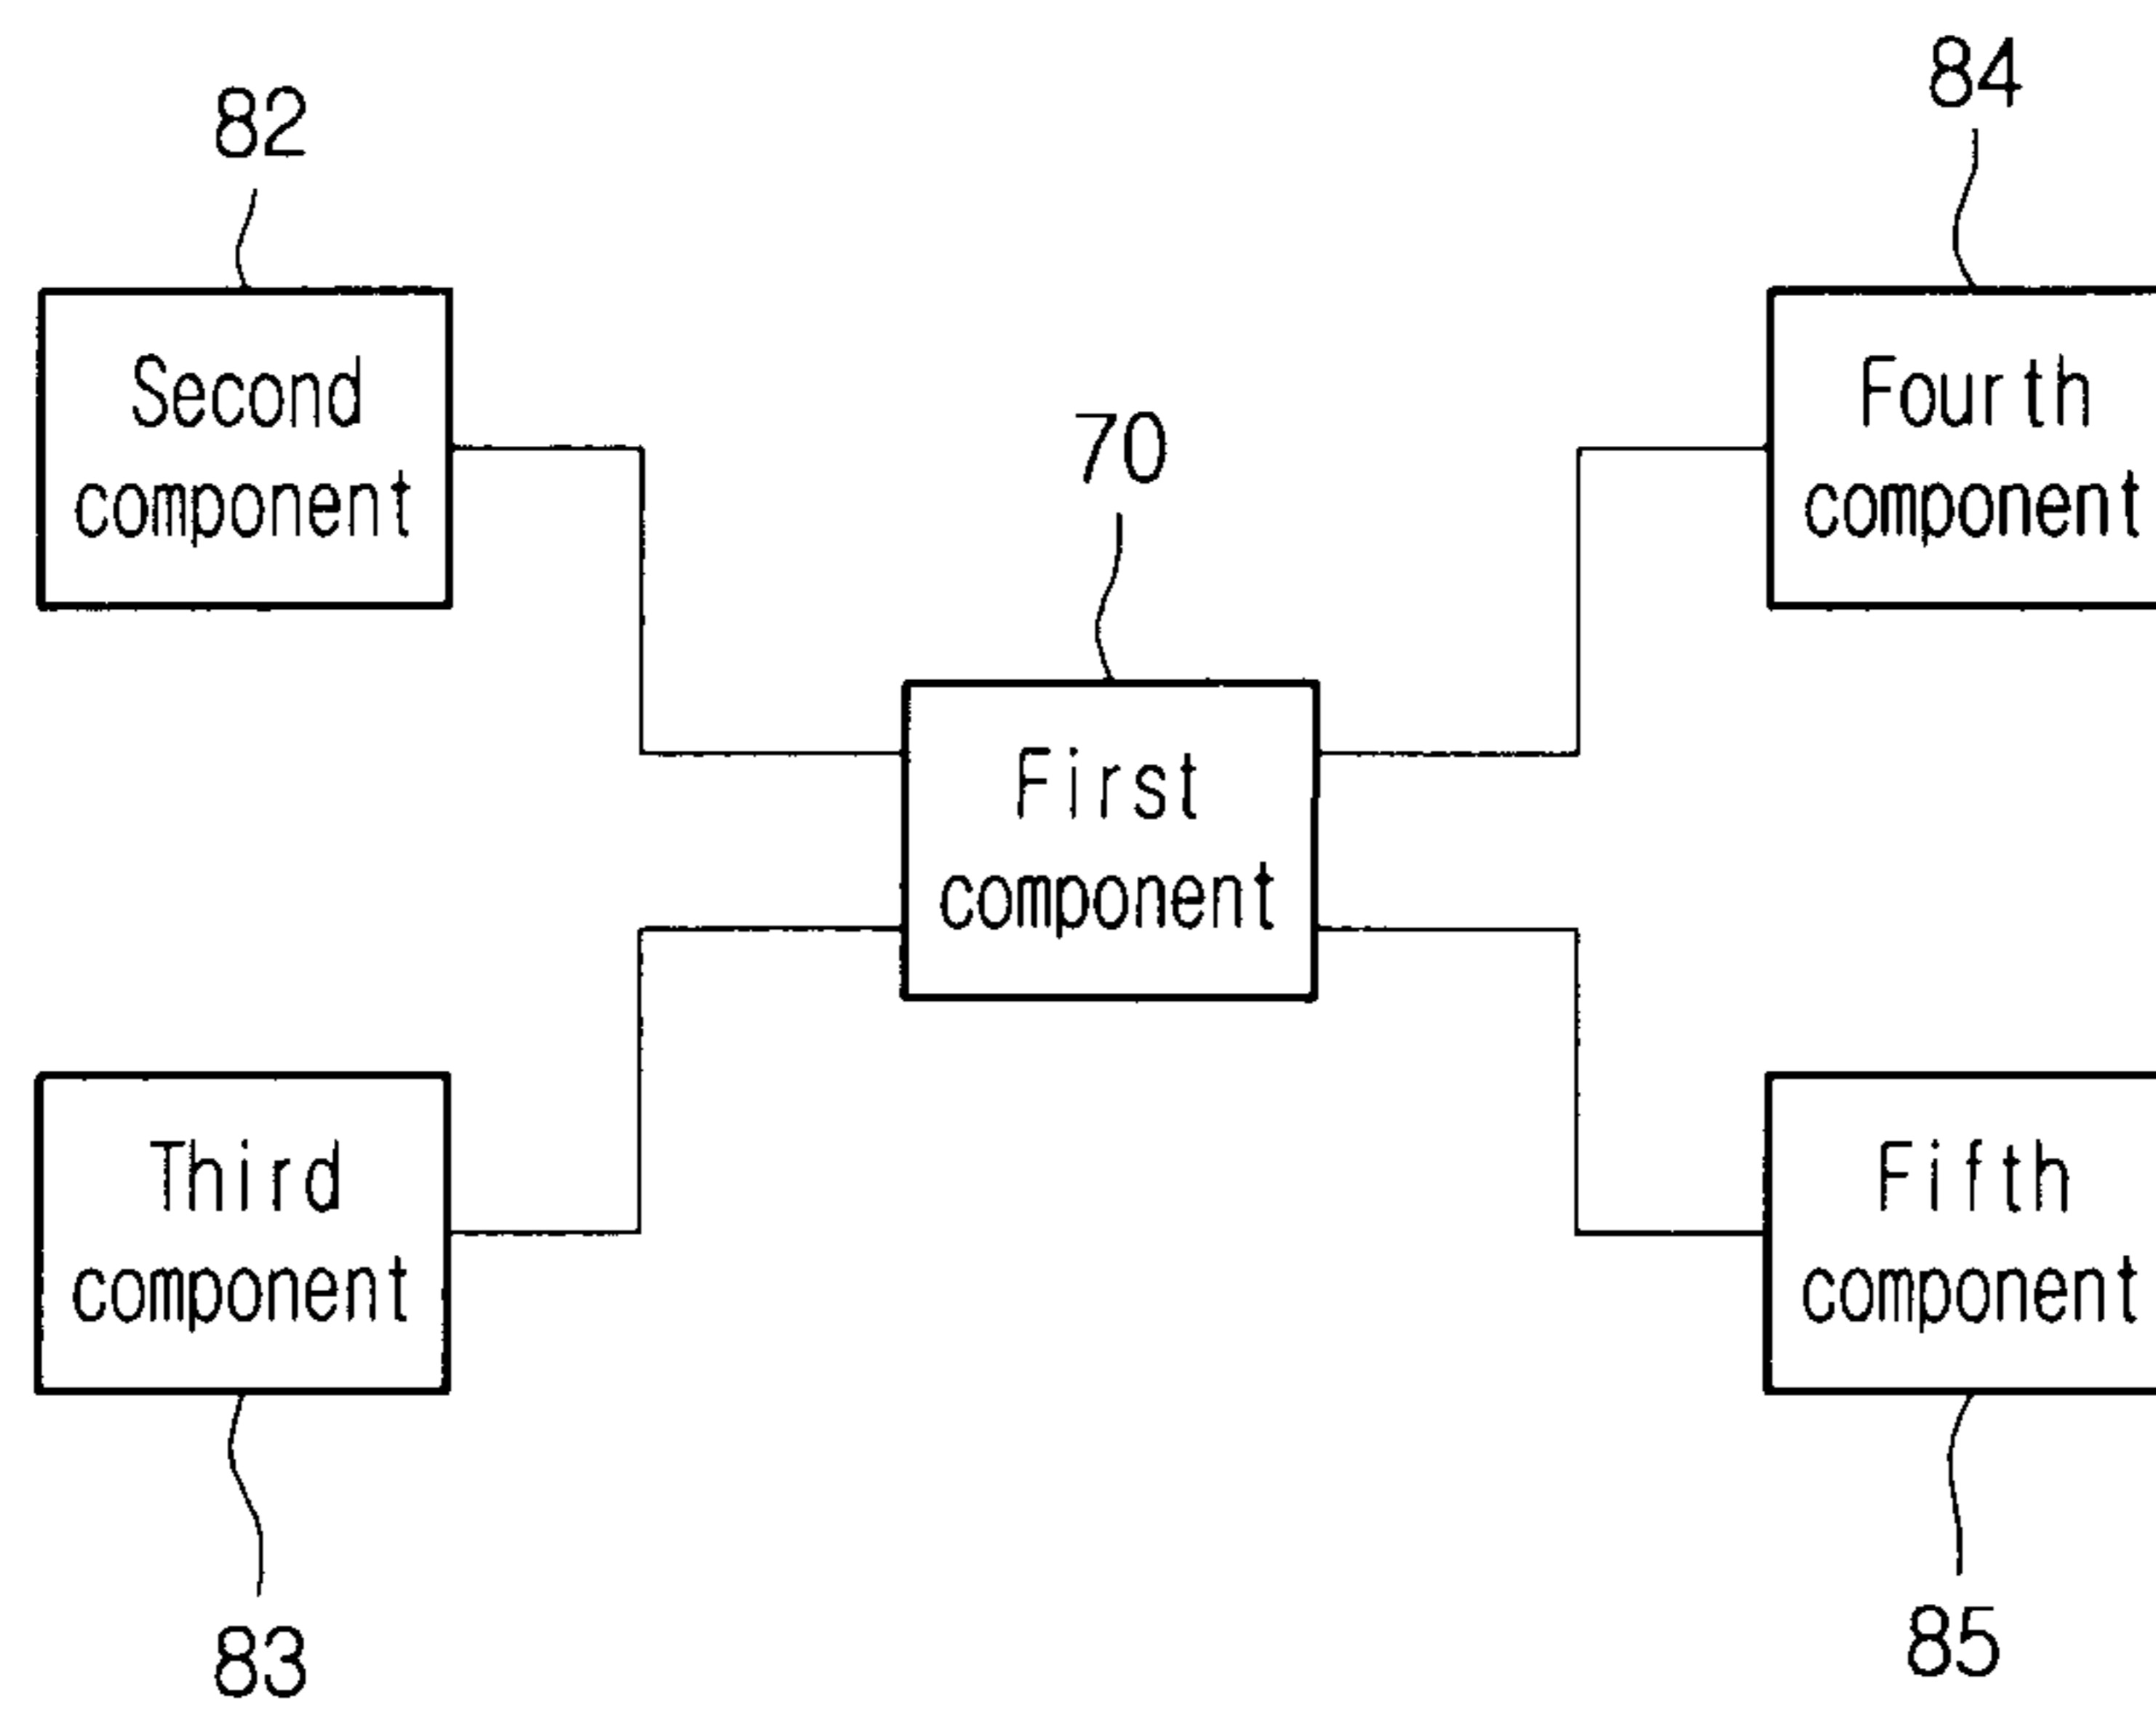 82
84
Second
component
Fourth
component
70
First
component
Third
component
Fifth
component
83
85